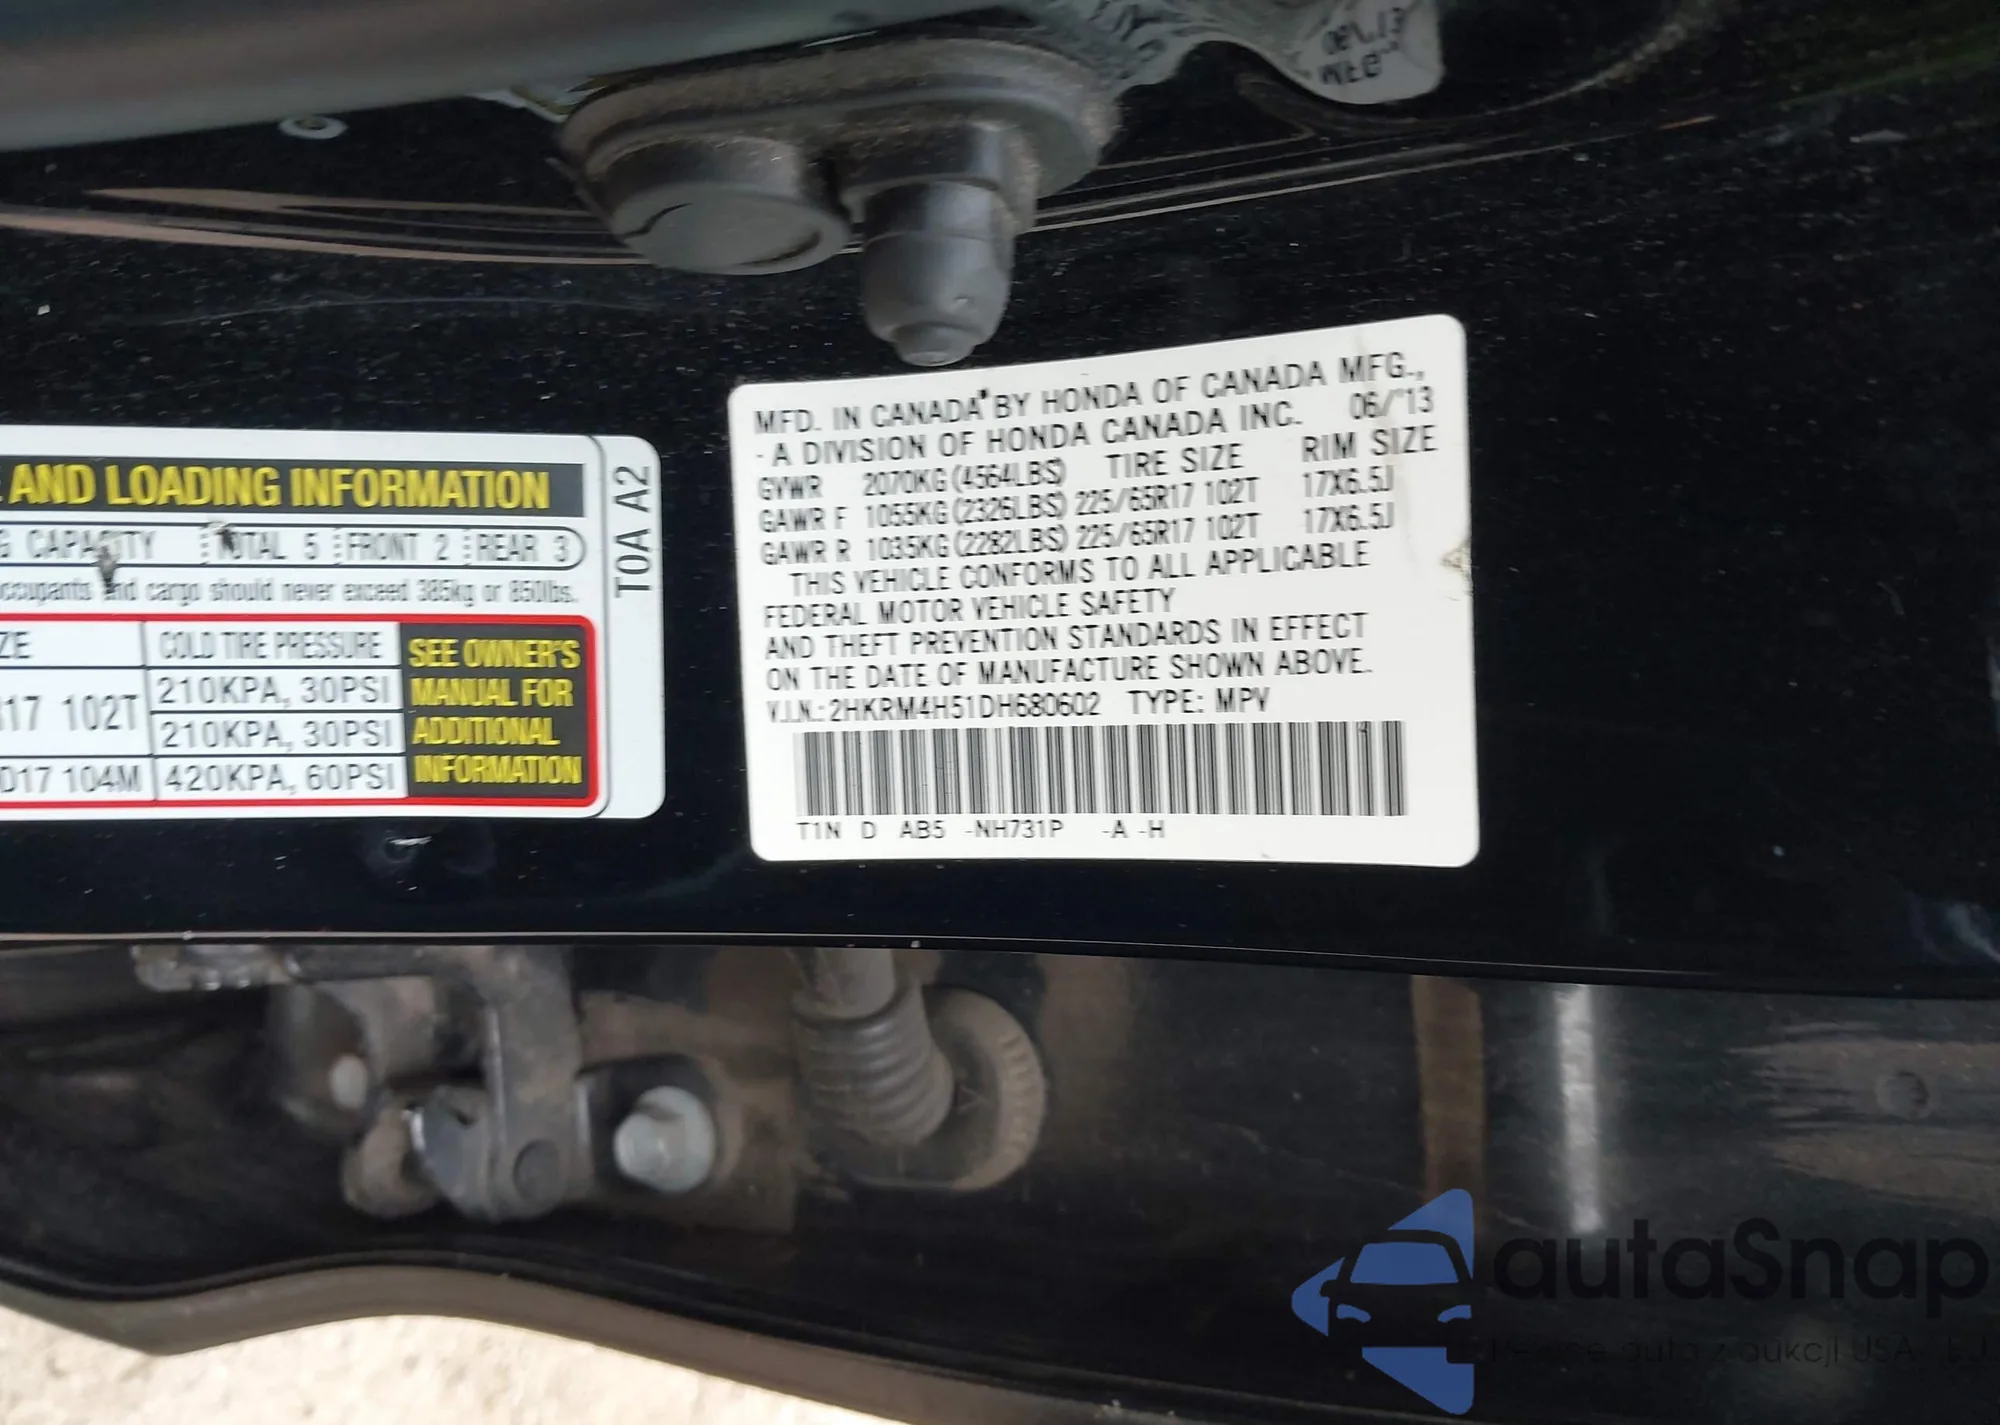 AND LOADING INFORMATION
G CAPACITY TOTAL 5 FRONT 2 REAR 3
occupants and cargo should never exceed 385kg or 850lbs.
ZE COLD TIRE PRESSURE
R17 102T 210KPA, 30PSI
210KPA, 30PSI
D17 104M 420KPA, 60PSI
SEE OWNER'S
MANUAL FOR
ADDITIONAL
INFORMATION
T0A A2
MFD. IN CANADA BY HONDA OF CANADA MFG.,
- A DIVISION OF HONDA CANADA INC. 06/'13
GVWR 2070KG (4564LBS) TIRE SIZE RIM SIZE
GAWR F 1055KG (2326LBS) 225/65R17 102T 17X6.5J
GAWR R 1035KG (2282LBS) 225/65R17 102T 17X6.5J
THIS VEHICLE CONFORMS TO ALL APPLICABLE
FEDERAL MOTOR VEHICLE SAFETY
AND THEFT PREVENTION STANDARDS IN EFFECT
ON THE DATE OF MANUFACTURE SHOWN ABOVE.
V.I.N.: 2HKRM4H51DH680602 TYPE: MPV
T1N D AB5 -NH731P -A -H
autaSnap
auta z aukcji USA